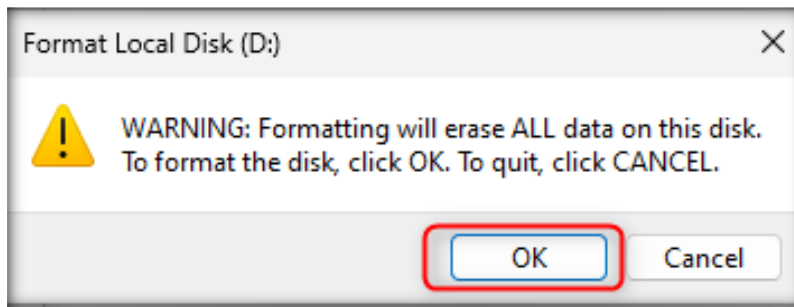 Format Local Disk (D:)
WARNING: Formatting will erase ALL data on this disk.
To format the disk, click OK. To quit, click CANCEL.
OK
Cancel